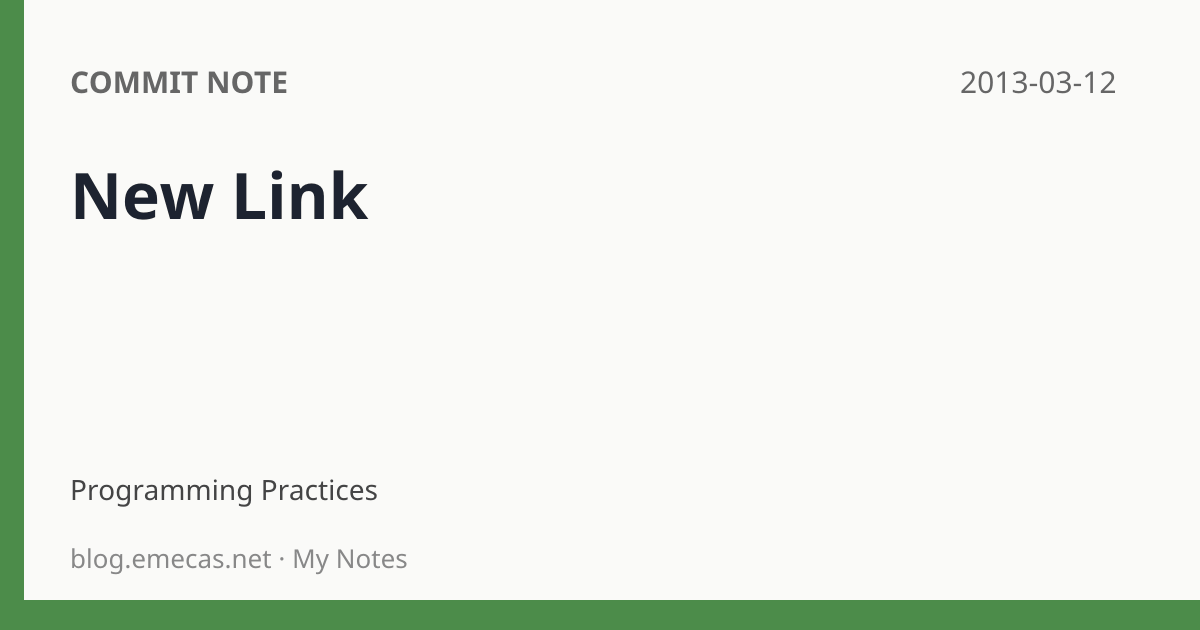 COMMIT NOTE
2013-03-12
New Link
Programming Practices
blog.emecas.net · My Notes